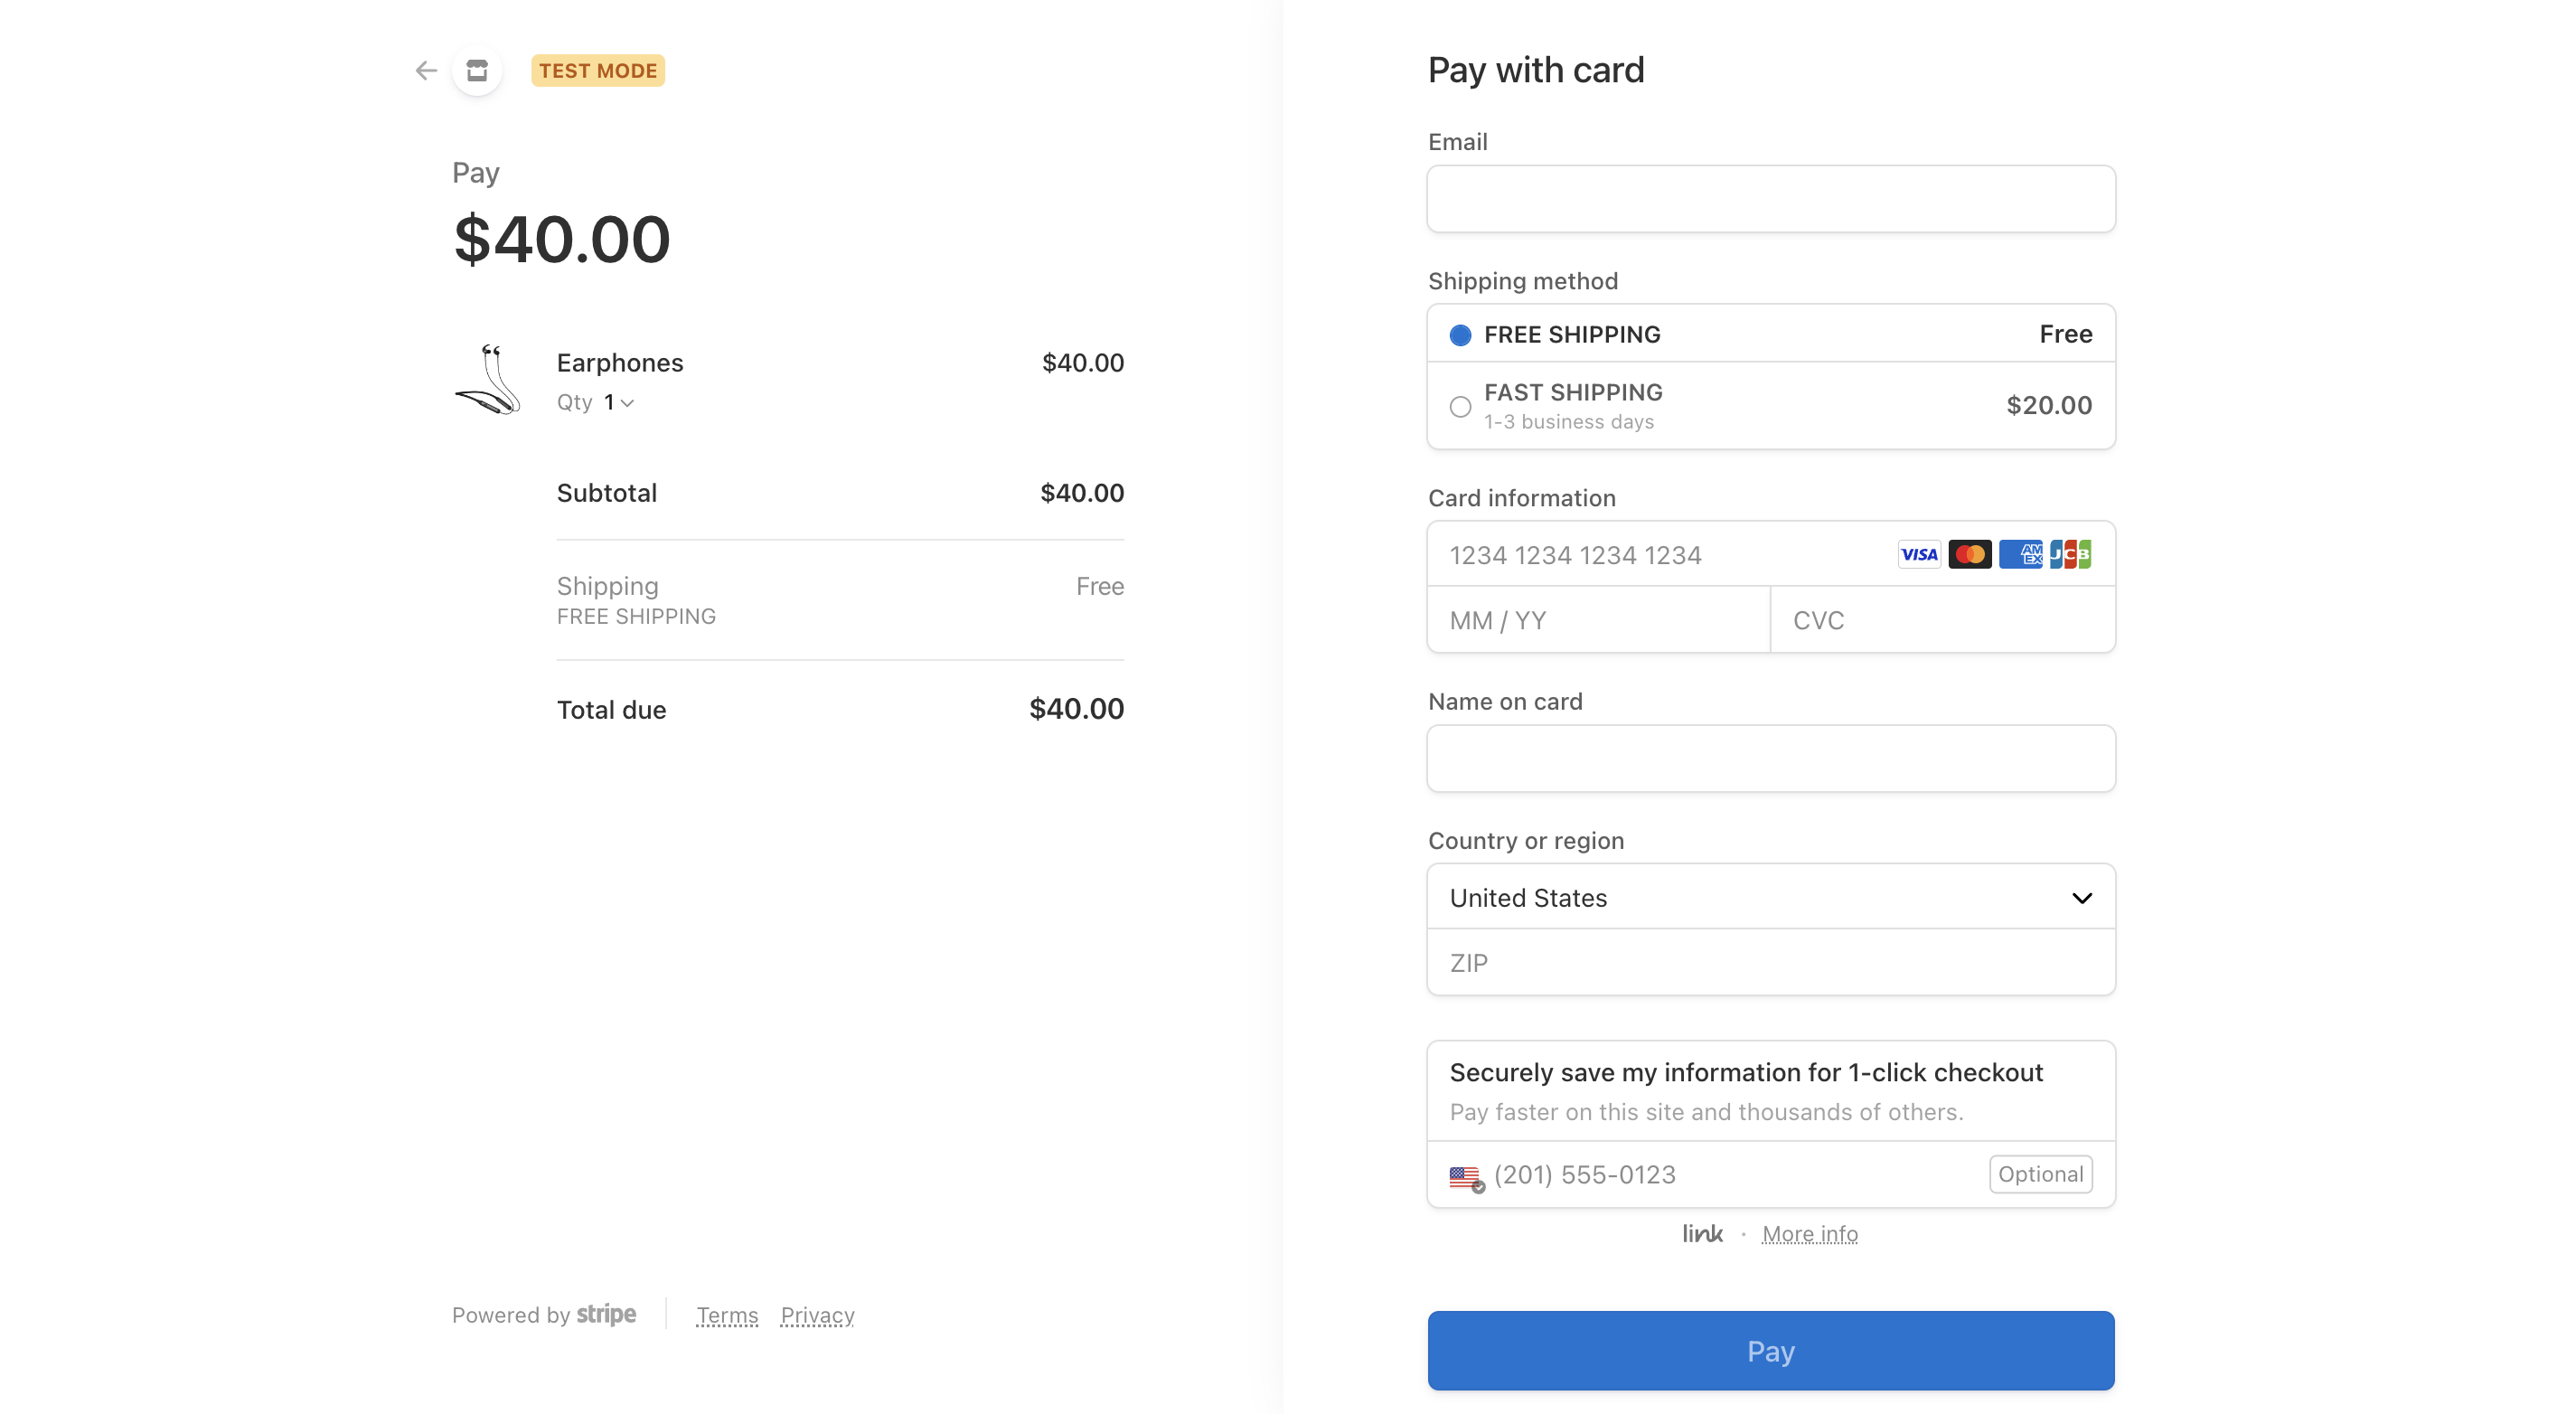 TEST MODE
Pay
$40.00
Earphones $40.00
Qty 1
Subtotal $40.00
Shipping Free
FREE SHIPPING
Total due $40.00
Powered by stripe Terms Privacy
Pay with card
Email
Shipping method
FREE SHIPPING Free
FAST SHIPPING
1-3 business days
$20.00
Card information
1234 1234 1234 1234 VISA AMEX JCB
MM / YY CVC
Name on card
Country or region
United States
ZIP
Securely save my information for 1-click checkout
Pay faster on this site and thousands of others.
(201) 555-0123 Optional
link · More info
Pay